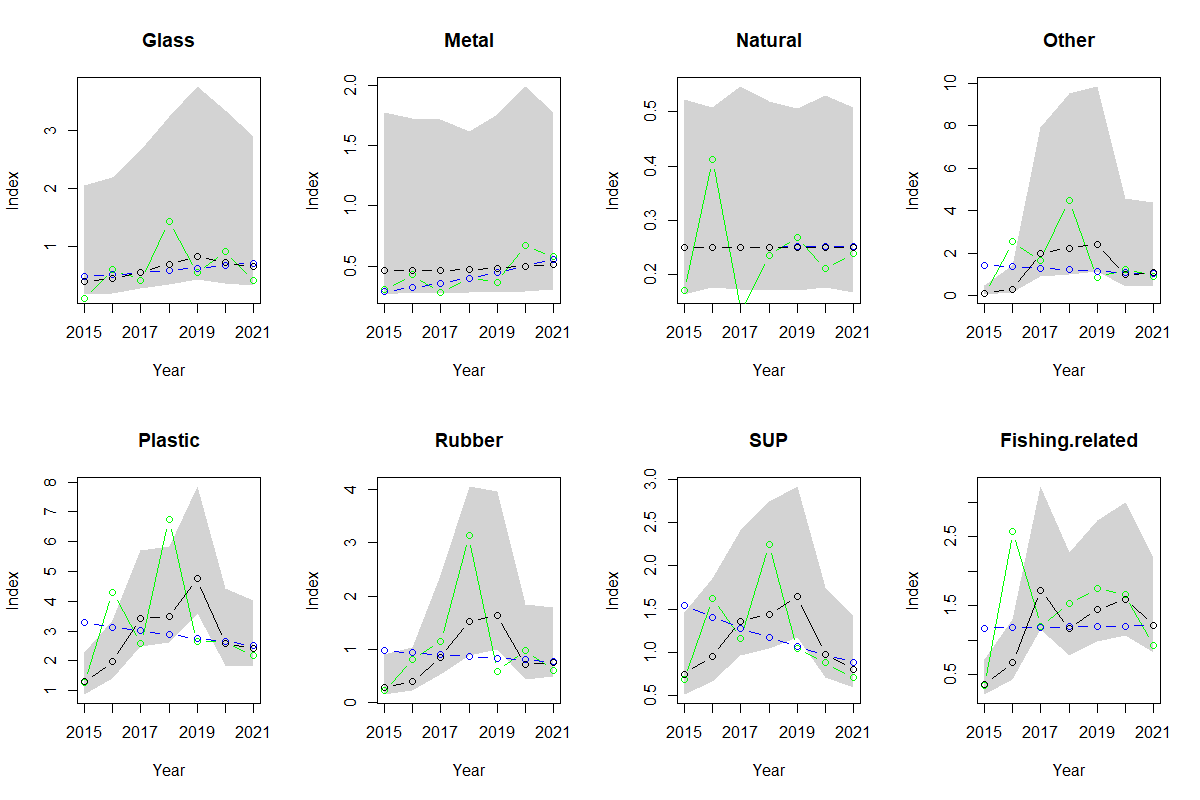 Glass Metal Natural Other
Index 1 2 3
2015 2017 2019 2021
Year
Index 0.5 1.0 1.5 2.0
2015 2017 2019 2021
Year
Index 0.2 0.3 0.4 0.5
2015 2017 2019 2021
Year
Index 0 2 4 6 8 10
2015 2017 2019 2021
Year
Plastic Rubber SUP Fishing.related
Index 1 2 3 4 5 6 7 8
2015 2017 2019 2021
Year
Index 0 1 2 3 4
2015 2017 2019 2021
Year
Index 0.5 1.0 1.5 2.0 2.5 3.0
2015 2017 2019 2021
Year
Index 0.5 1.5 2.5
2015 2017 2019 2021
Year